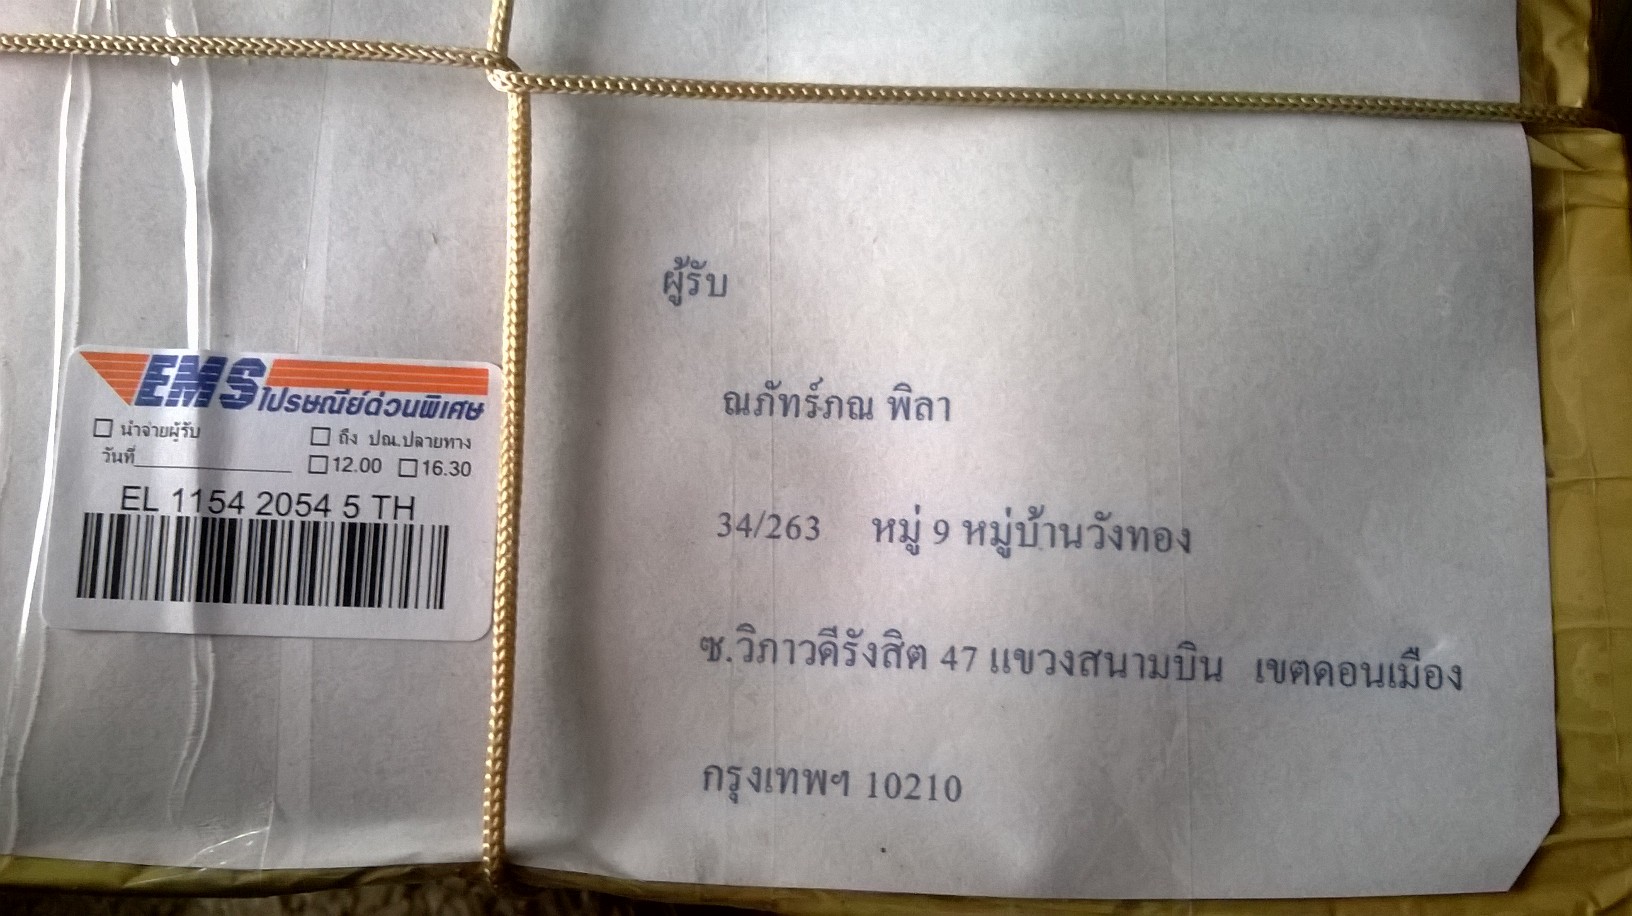 EMS ไปรษณีย์ด่วนพิเศษ
นำจ่ายผู้รับ
ถึง ปณ.ปลายทาง
วันที่
12.00 16.30
EL 1154 2054 5 TH
ผู้รับ
ณภัทร์ภณ พิลา
34/263 หมู่ 9 หมู่บ้านวังทอง
ซ.วิภาวดีรังสิต 47 แขวงสนามบิน เขตดอนเมือง
กรุงเทพฯ 10210